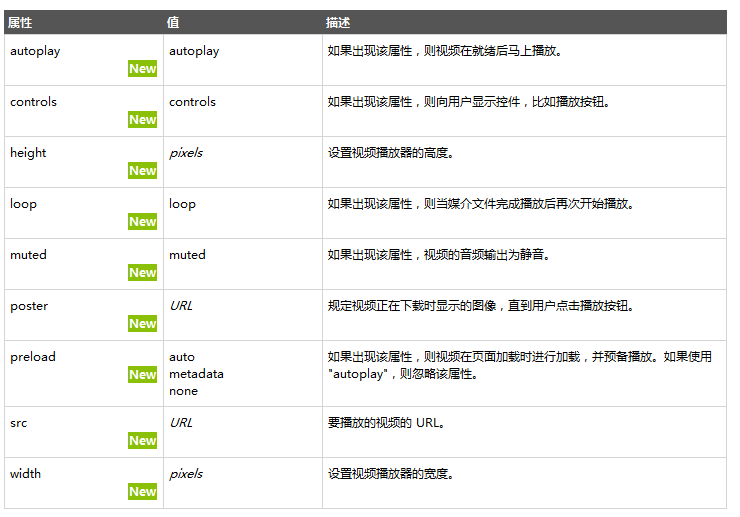 属性 值 描述
autoplay autoplay 如果出现该属性，则视频在就绪后马上播放。
New
controls controls 如果出现该属性，则向用户显示控件，比如播放按钮。
New
height pixels 设置视频播放器的高度。
New
loop loop 如果出现该属性，则当媒介文件完成播放后再次开始播放。
New
muted muted 如果出现该属性，视频的音频输出为静音。
New
poster URL 规定视频正在下载时显示的图像，直到用户点击播放按钮。
New
preload auto 如果出现该属性，则视频在页面加载时进行加载，并预备播放。如果使用
New metadata "autoplay"，则忽略该属性。
none
src URL 要播放的视频的 URL。
New
width pixels 设置视频播放器的宽度。
New